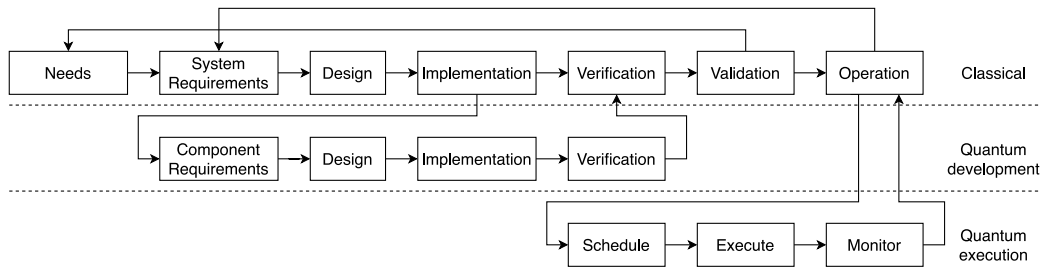 Needs
System
Requirements
Design
Implementation
Verification
Validation
Operation
Classical
Component
Requirements
Design
Implementation
Verification
Quantum
development
Schedule
Execute
Monitor
Quantum
execution